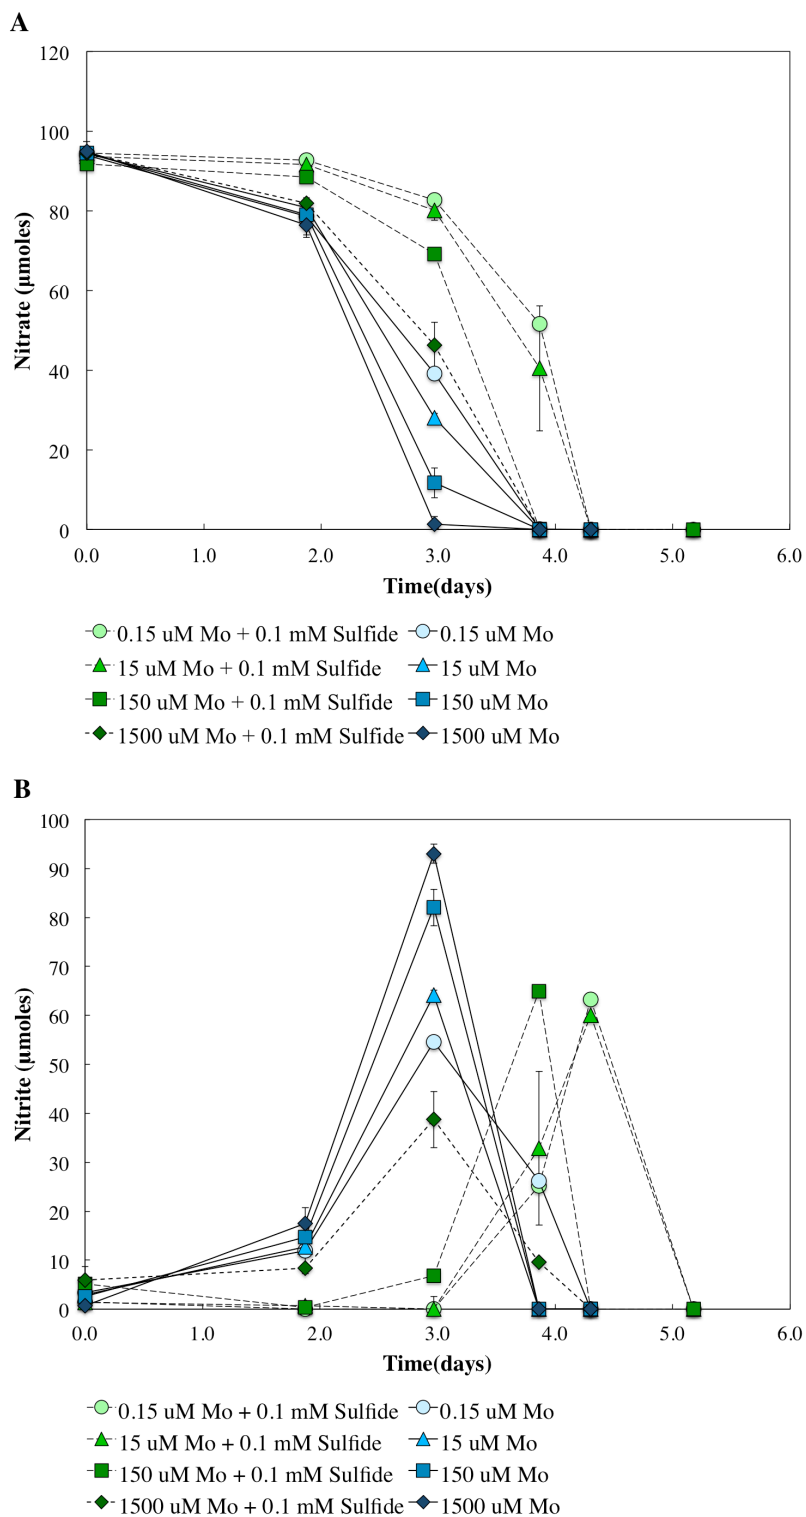 A
120
100
80
60
40
20
0
Nitrate (µmoles)
0.0 1.0 2.0 3.0 4.0 5.0 6.0
Time(days)
0.15 uM Mo + 0.1 mM Sulfide 0.15 uM Mo
15 uM Mo + 0.1 mM Sulfide 15 uM Mo
150 uM Mo + 0.1 mM Sulfide 150 uM Mo
1500 uM Mo + 0.1 mM Sulfide 1500 uM Mo
B
100
90
80
70
60
50
40
30
20
10
0
Nitrite (µmoles)
0.0 1.0 2.0 3.0 4.0 5.0 6.0
Time(days)
0.15 uM Mo + 0.1 mM Sulfide 0.15 uM Mo
15 uM Mo + 0.1 mM Sulfide 15 uM Mo
150 uM Mo + 0.1 mM Sulfide 150 uM Mo
1500 uM Mo + 0.1 mM Sulfide 1500 uM Mo